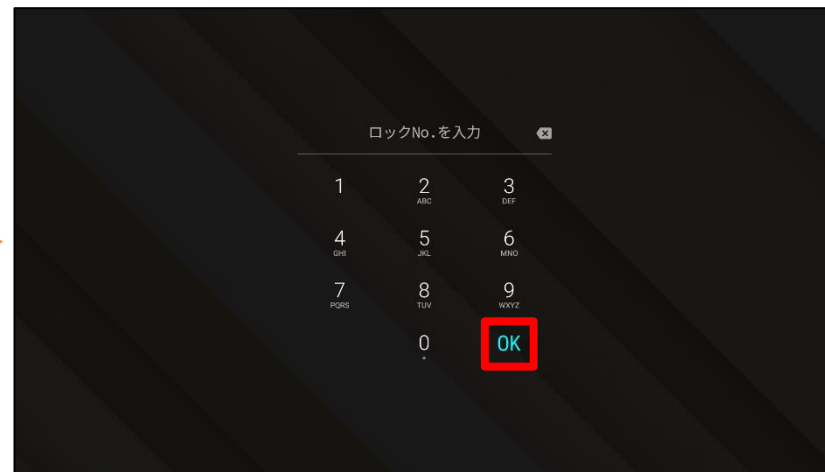 ロックNo.を入力
1 2 3
ABC DEF
4 5 6
GHI JKL MNO
7 8 9
PQRS TUV WXYZ
0 OK
+